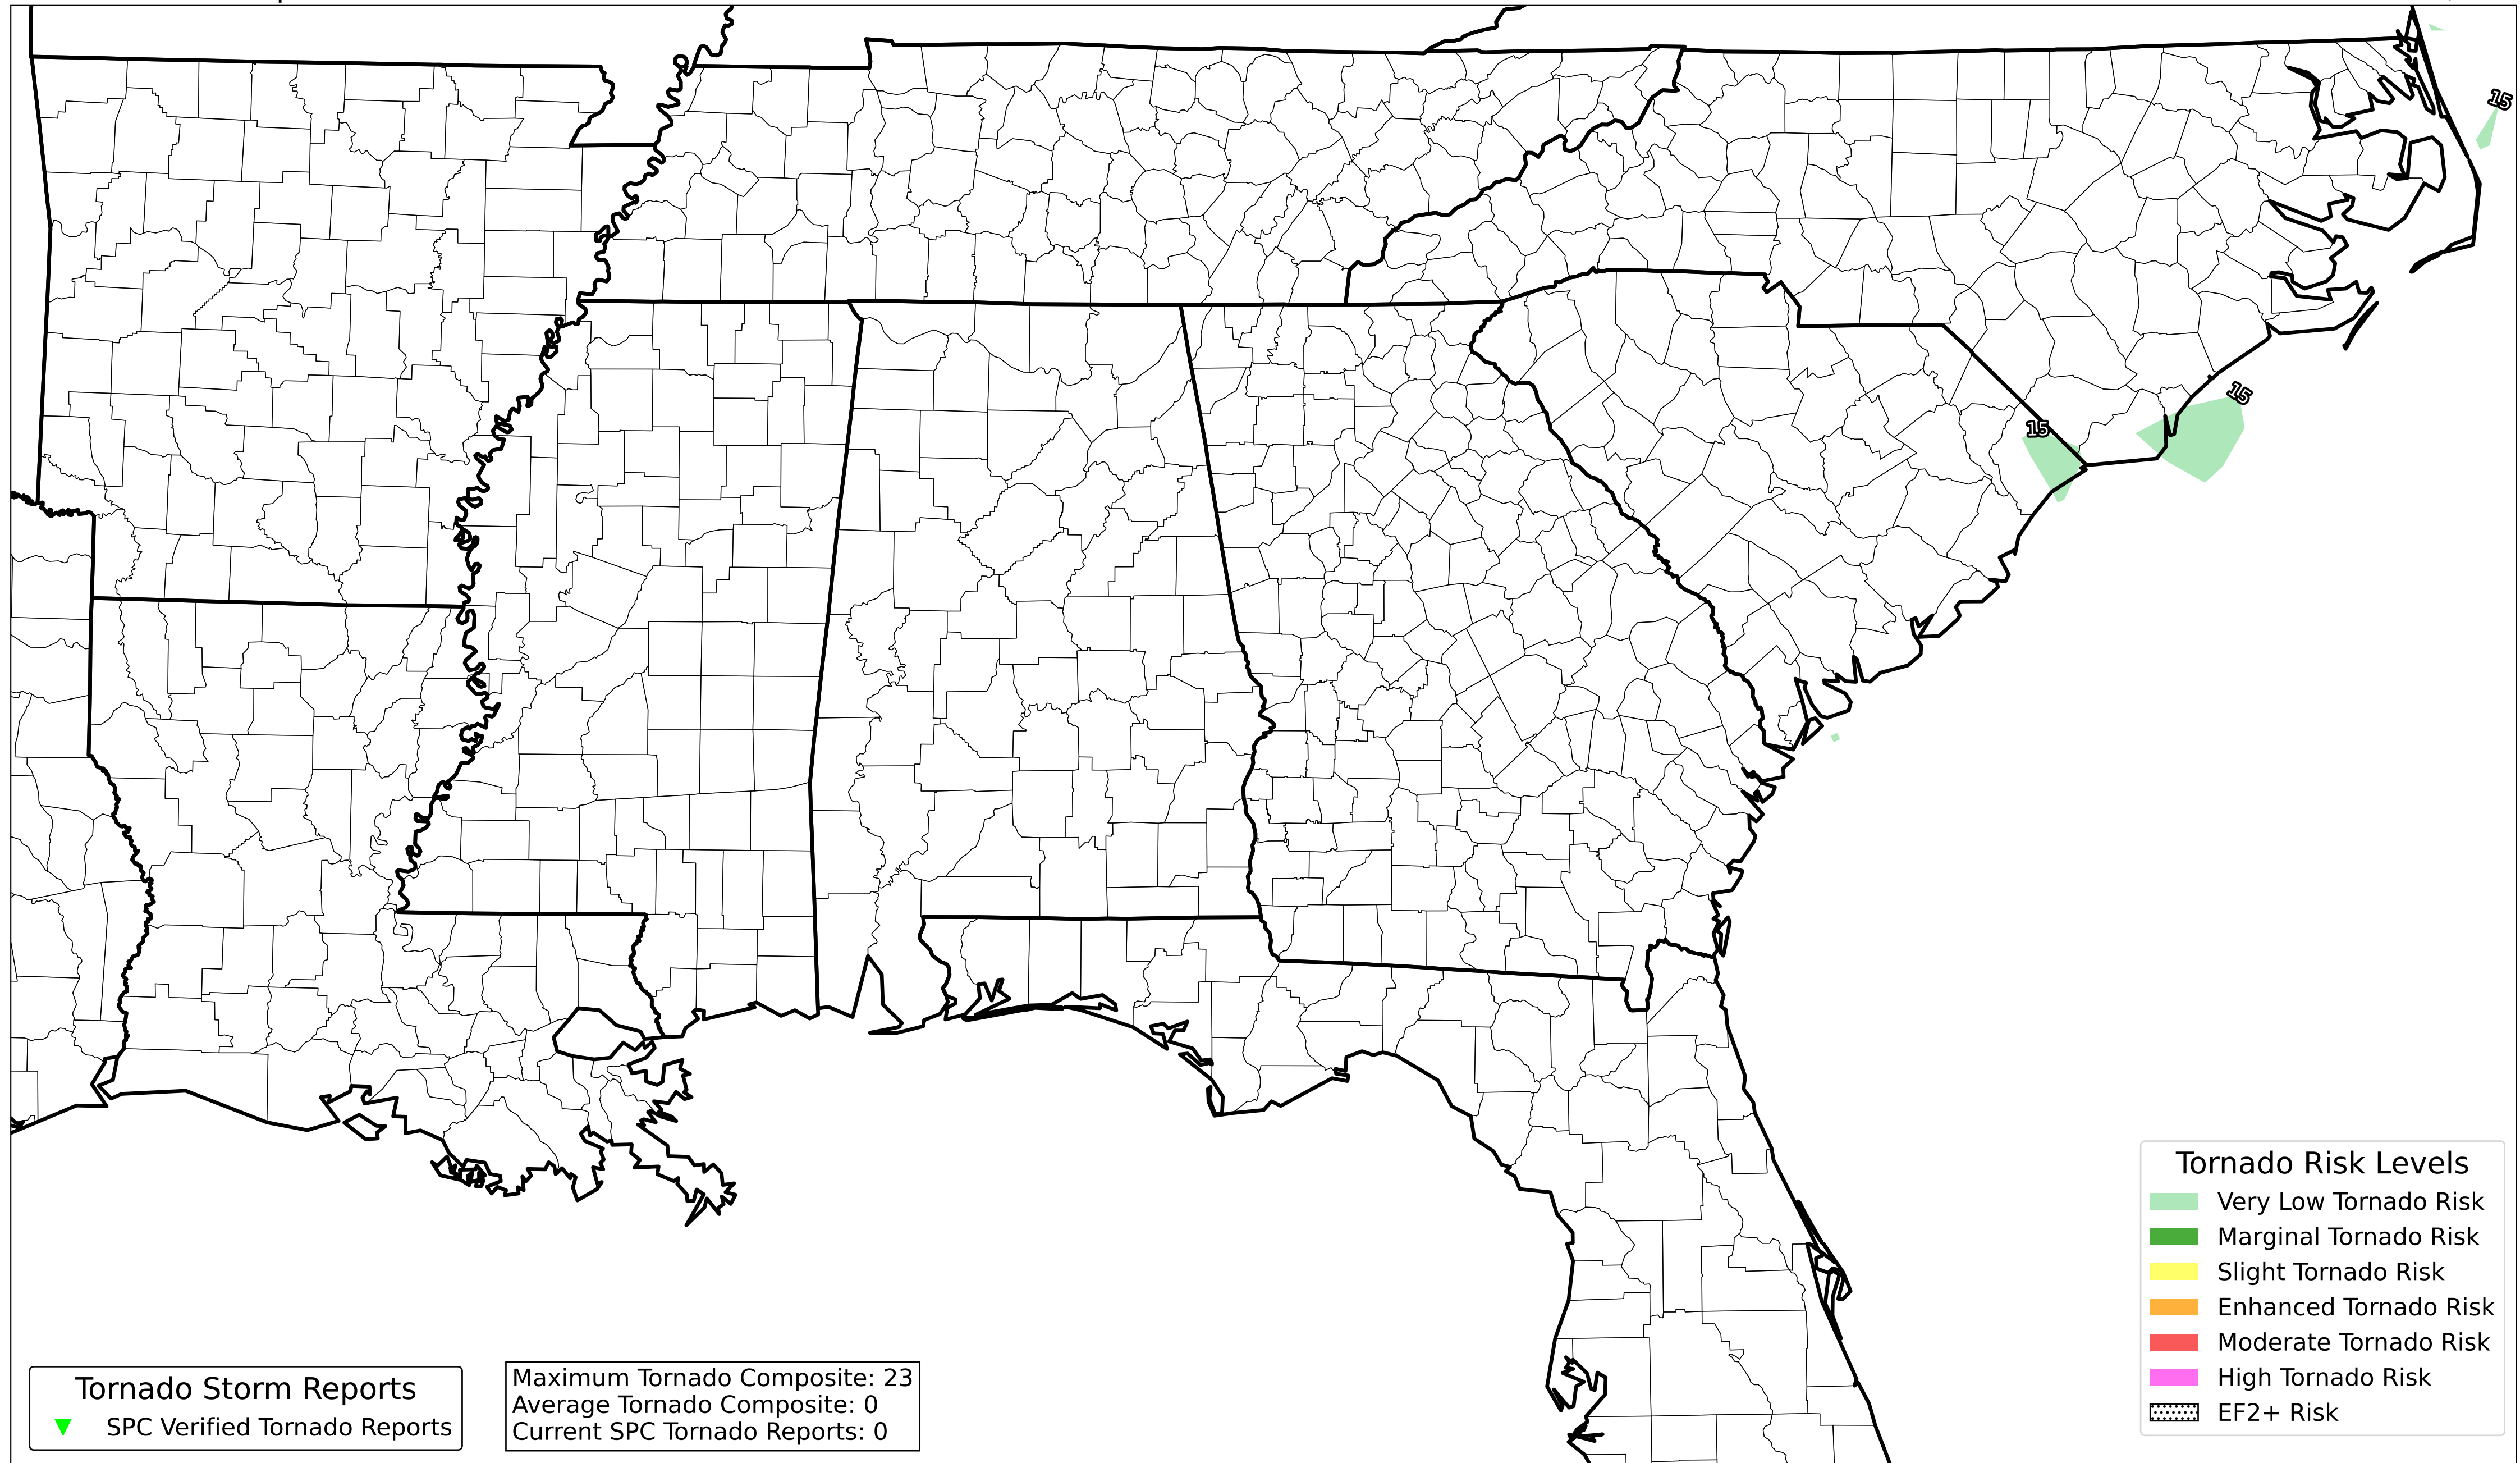 15
15
15
Tornado Risk Levels
Very Low Tornado Risk
Marginal Tornado Risk
Slight Tornado Risk
Enhanced Tornado Risk
Moderate Tornado Risk
High Tornado Risk
EF2+ Risk
Tornado Storm Reports
SPC Verified Tornado Reports
Maximum Tornado Composite: 23
Average Tornado Composite: 0
Current SPC Tornado Reports: 0